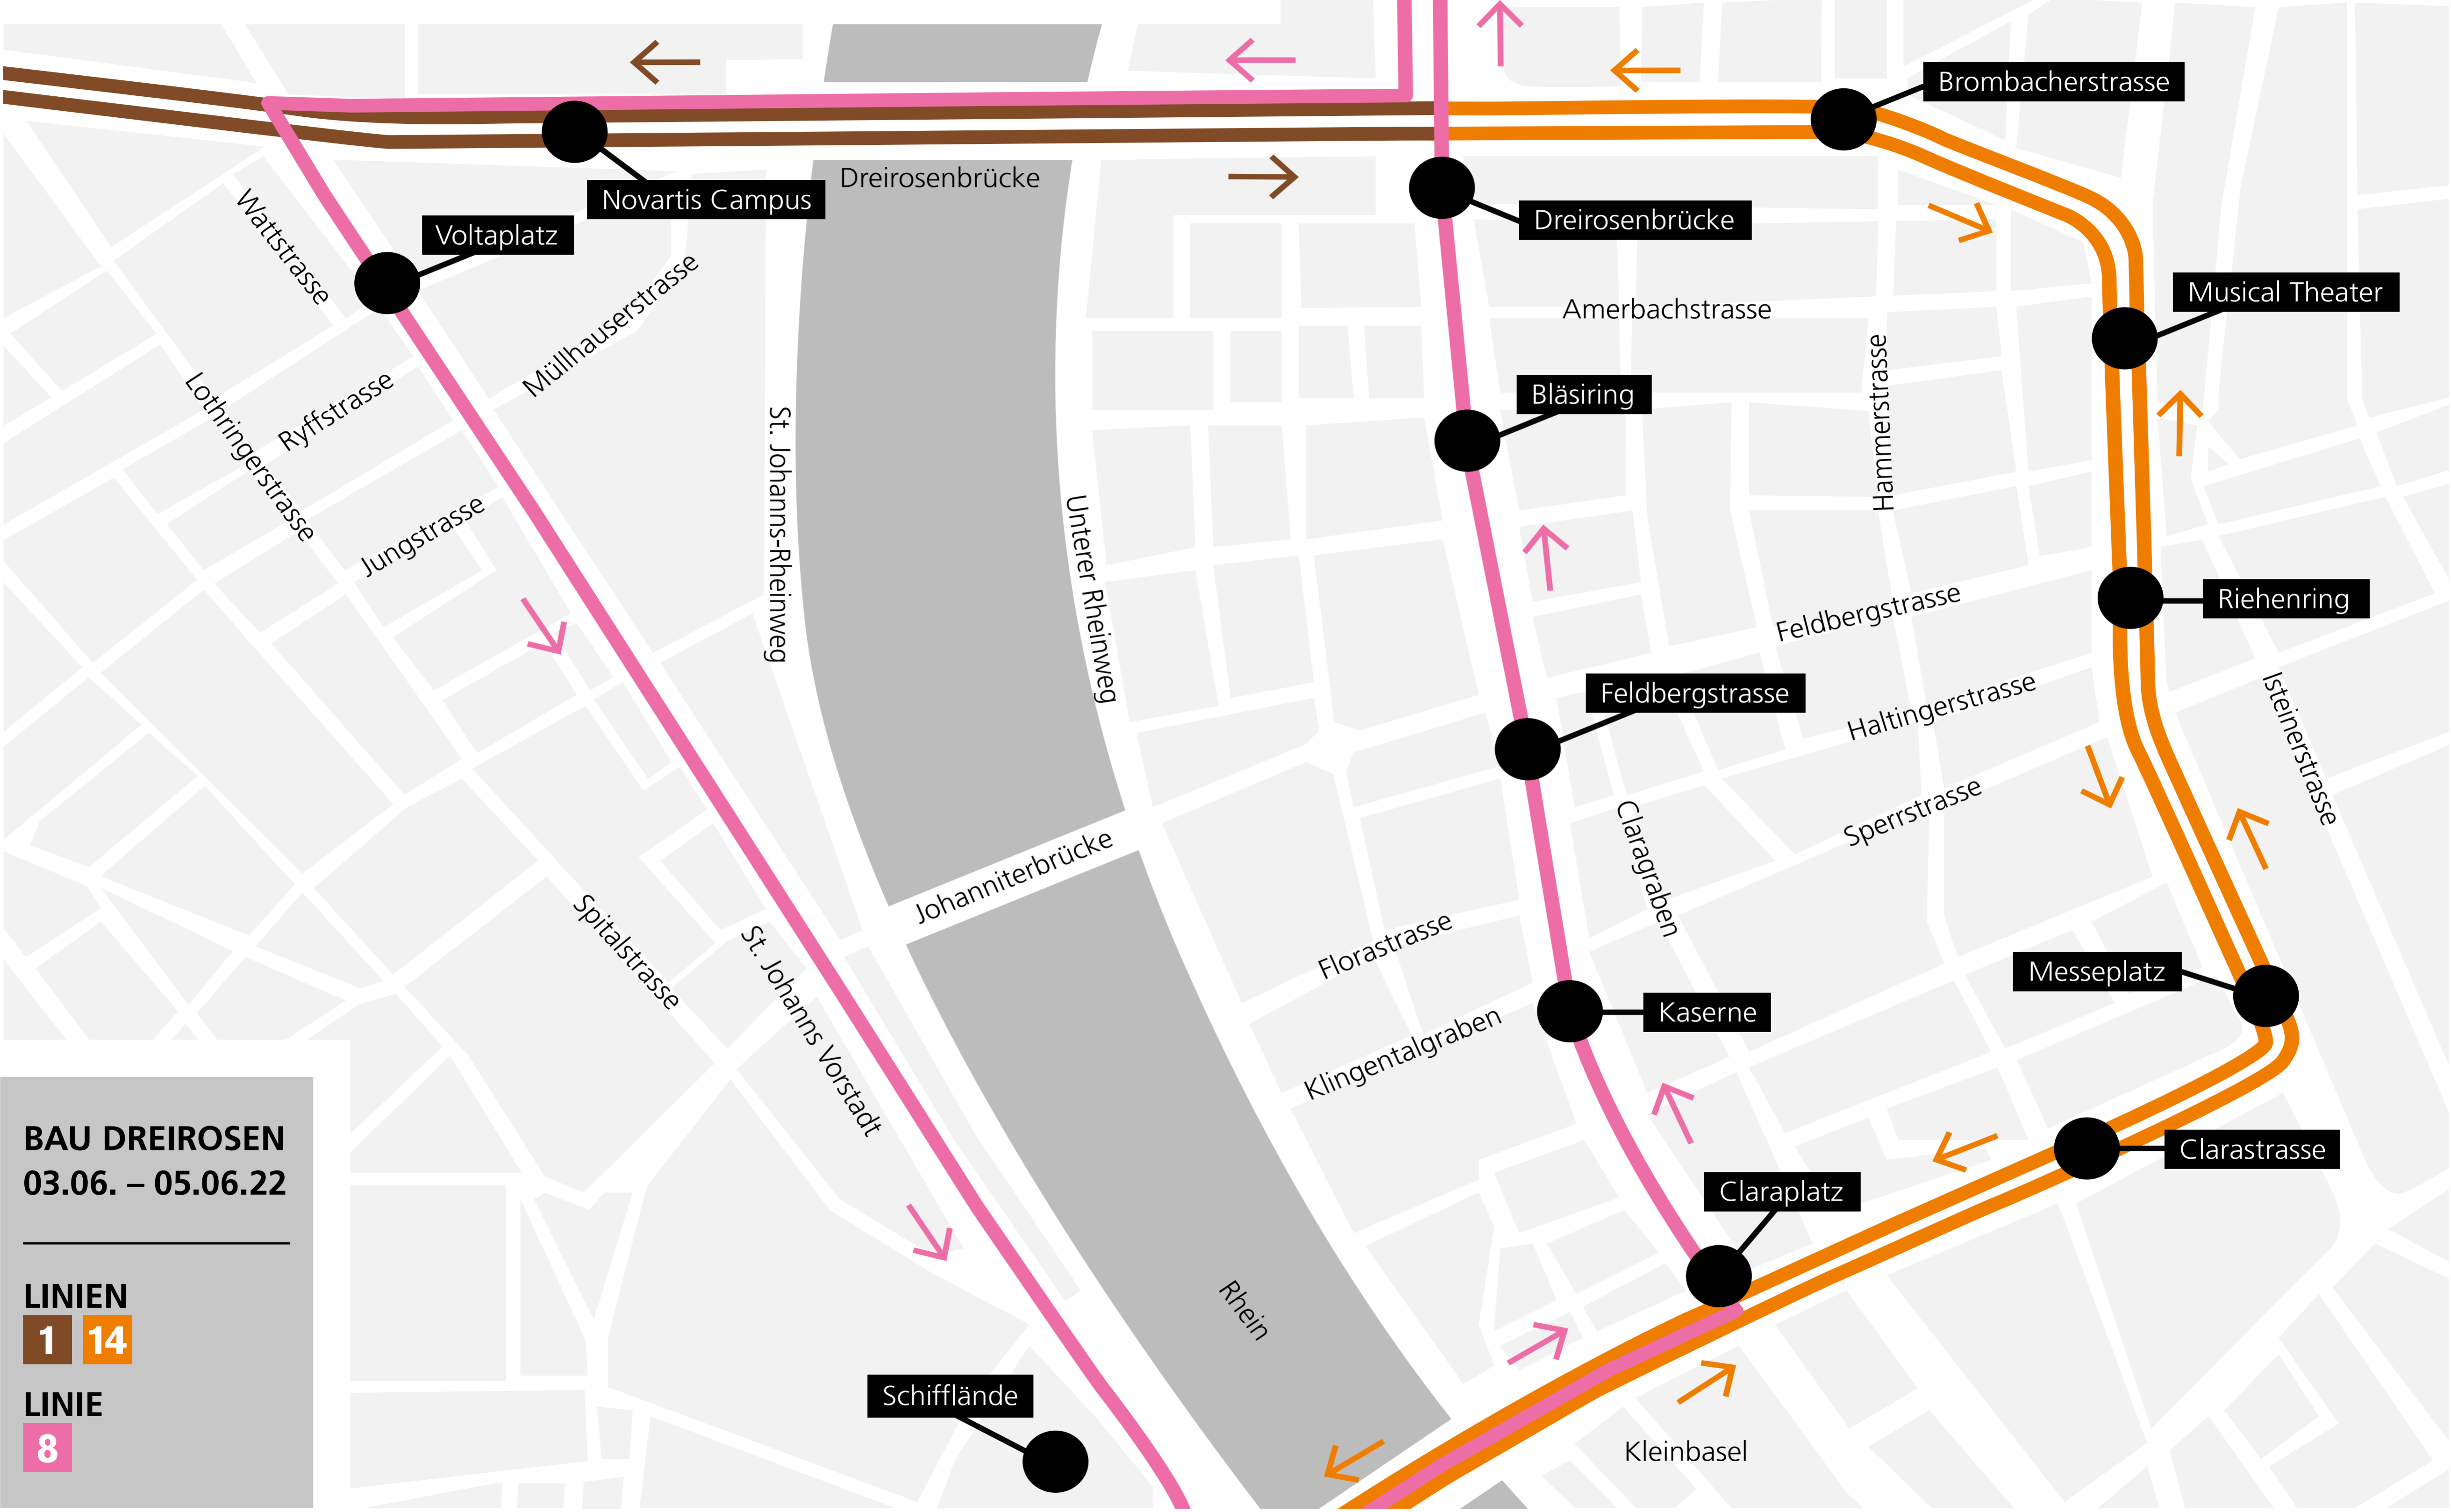 Brombacherstrasse
Dreirosenbrücke
Novartis Campus
Voltaplatz
Wattstrasse
Dreirosenbrücke
Musical Theater
Amerbachstrasse
Müllhauserstrasse
Hammerstrasse
Bläsiring
Ryffstrasse
Lothringerstrasse
St. Johanns-Rheinweg
Jungstrasse
Unterer Rheinweg
Feldbergstrasse
Riehenring
Feldbergstrasse
Haltingerstrasse
Isteinerstrasse
Sperrstrasse
Claragraben
Johanniterbrücke
Spitalstrasse
St. Johanns Vorstadt
Florastrasse
Messeplatz
Kaserne
Klingentalgraben
Clarastrasse
Claraplatz
Rhein
Schifflände
Kleinbasel
BAU DREIROSEN
03.06. – 05.06.22
LINIEN
1 14
LINIE
8